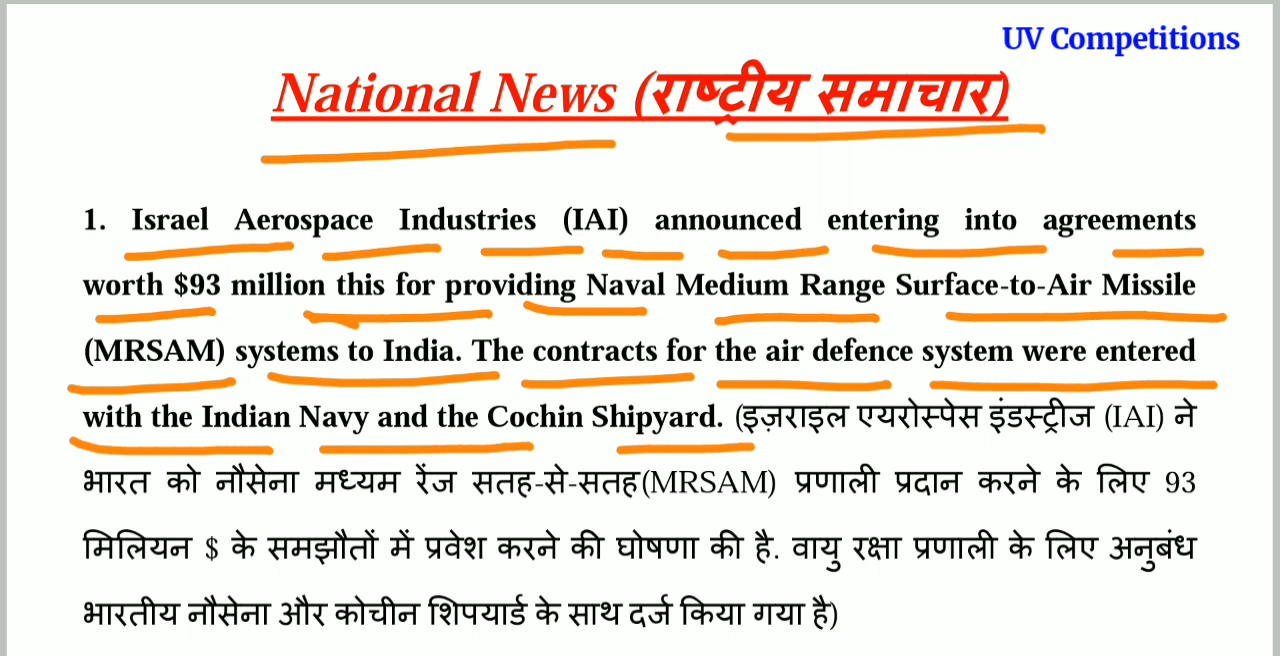 UV Competitions
National News (राष्ट्रीय समाचार)
1. Israel Aerospace Industries (IAI) announced entering into agreements
worth $93 million this for providing Naval Medium Range Surface-to-Air Missile
(MRSAM) systems to India. The contracts for the air defence system were entered
with the Indian Navy and the Cochin Shipyard. (इज़राइल एयरोस्पेस इंडस्ट्रीज (IAI) ने
भारत को नौसेना मध्यम रेंज सतह-से-सतह(MRSAM) प्रणाली प्रदान करने के लिए 93
मिलियन $ के समझौतों में प्रवेश करने की घोषणा की है. वायु रक्षा प्रणाली के लिए अनुबंध
भारतीय नौसेना और कोचीन शिपयार्ड के साथ दर्ज किया गया है)